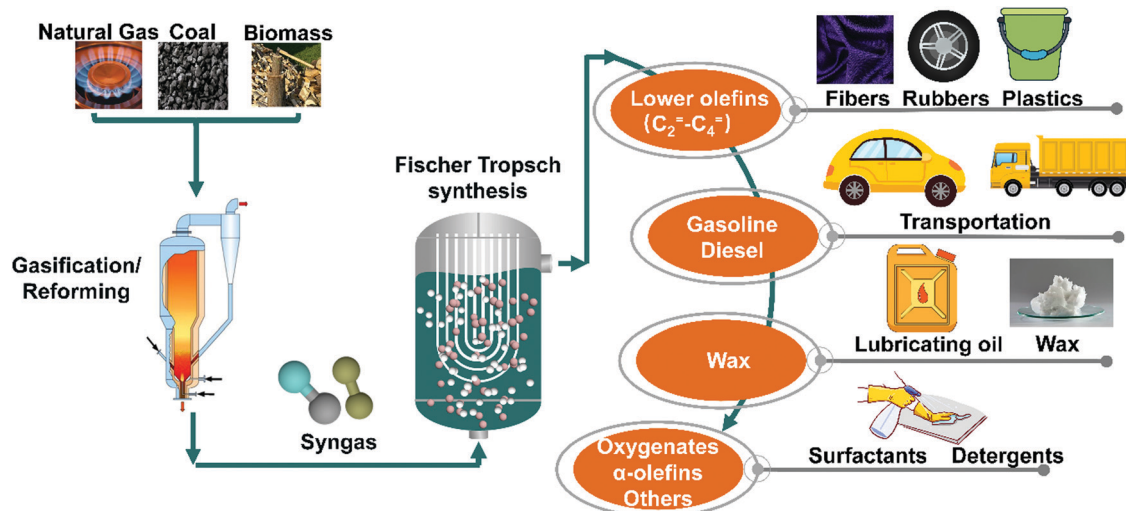 Natural Gas Coal Biomass
Gasification/
Reforming
Syngas
Fischer Tropsch
synthesis
Lower olefins
(C₂⁼-C₄⁼)
Fibers Rubbers Plastics
Gasoline
Diesel
Transportation
Wax
Lubricating oil Wax
Oxygenates
α-olefins
Others
Surfactants Detergents